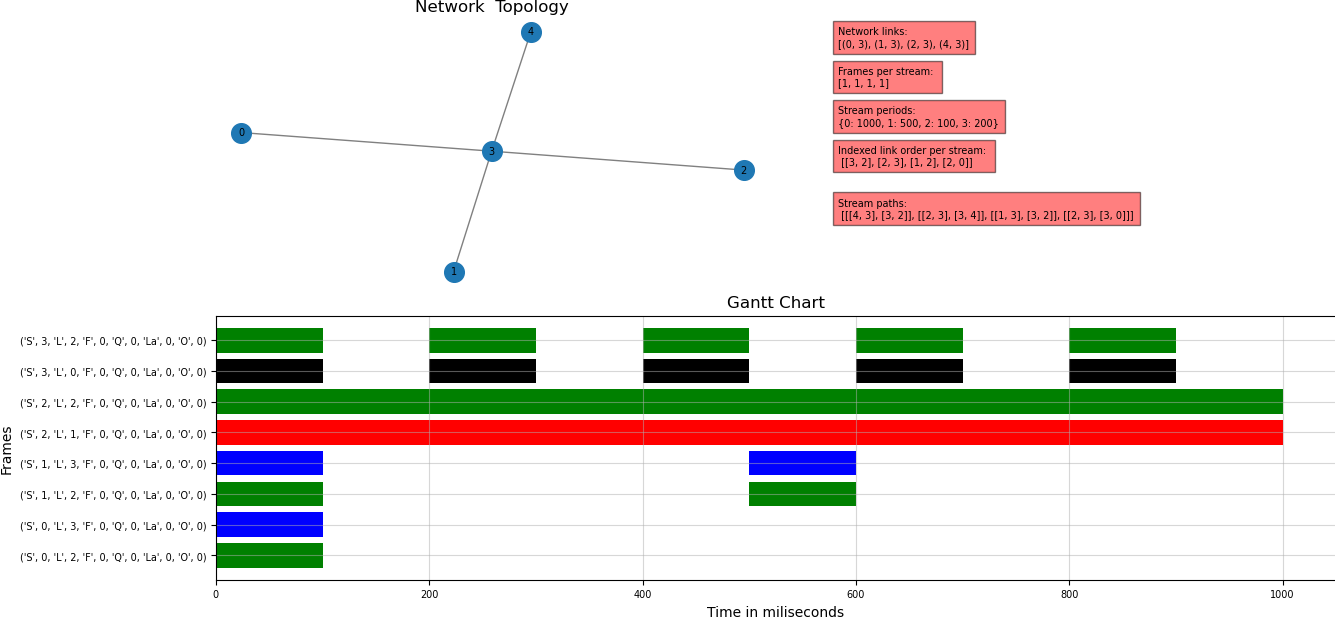 Network  Topology
4
0
3
2
1
Network links:
[(0, 3), (1, 3), (2, 3), (4, 3)]
Frames per stream:
[1, 1, 1, 1]
Stream periods:
{0: 1000, 1: 500, 2: 100, 3: 200}
Indexed link order per stream:
[[3, 2], [2, 3], [1, 2], [2, 0]]
Stream paths:
[[[4, 3], [3, 2]], [[2, 3], [3, 4]], [[1, 3], [3, 2]], [[2, 3], [3, 0]]]
Gantt Chart
Frames
('S', 3, 'L', 2, 'F', 0, 'Q', 0, 'La', 0, 'O', 0)
('S', 3, 'L', 0, 'F', 0, 'Q', 0, 'La', 0, 'O', 0)
('S', 2, 'L', 2, 'F', 0, 'Q', 0, 'La', 0, 'O', 0)
('S', 2, 'L', 1, 'F', 0, 'Q', 0, 'La', 0, 'O', 0)
('S', 1, 'L', 3, 'F', 0, 'Q', 0, 'La', 0, 'O', 0)
('S', 1, 'L', 2, 'F', 0, 'Q', 0, 'La', 0, 'O', 0)
('S', 0, 'L', 3, 'F', 0, 'Q', 0, 'La', 0, 'O', 0)
('S', 0, 'L', 2, 'F', 0, 'Q', 0, 'La', 0, 'O', 0)
0 200 400 600 800 1000
Time in miliseconds